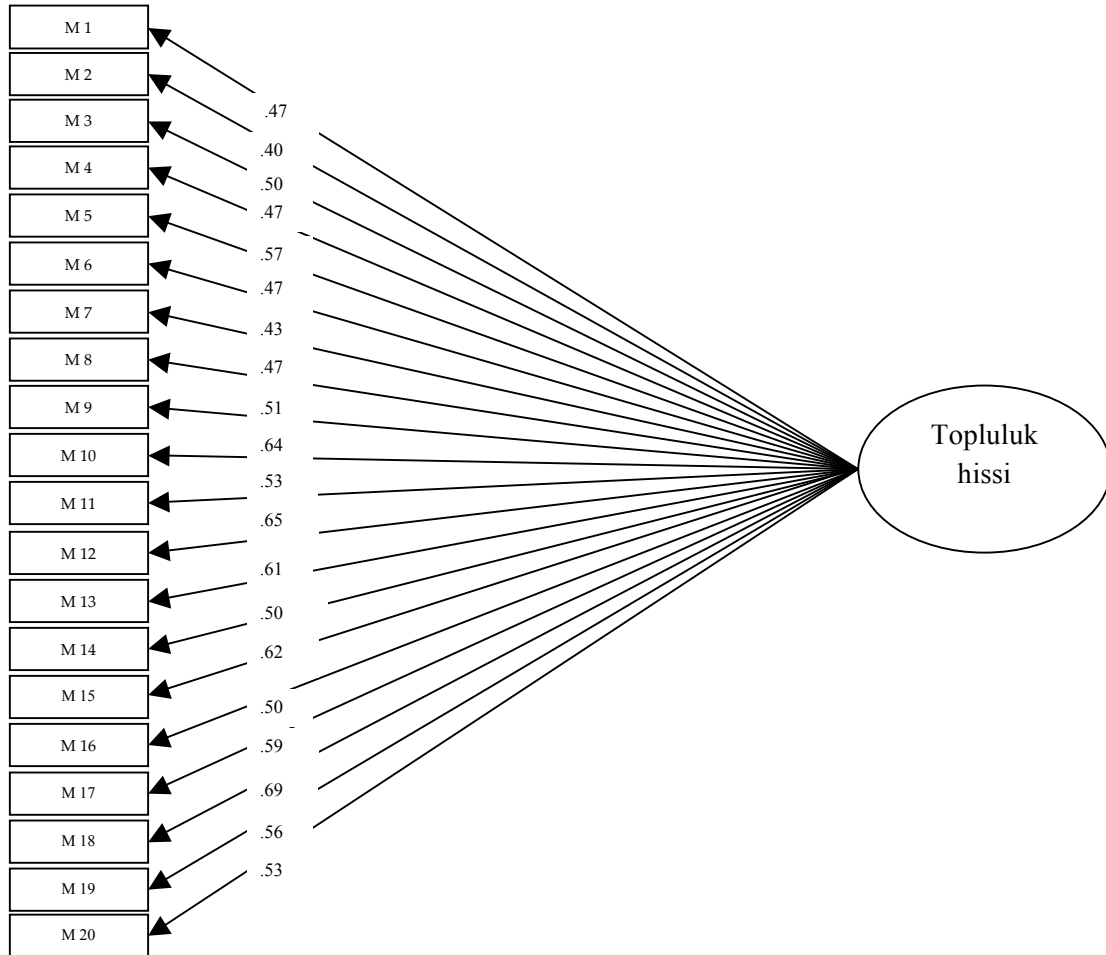 M 1
M 2
M 3
M 4
M 5
M 6
M 7
M 8
M 9
M 10
M 11
M 12
M 13
M 14
M 15
M 16
M 17
M 18
M 19
M 20
.47
.40
.50
.47
.57
.47
.43
.47
.51
.64
.53
.65
.61
.50
.62
.50
.59
.69
.56
.53
Topluluk
hissi